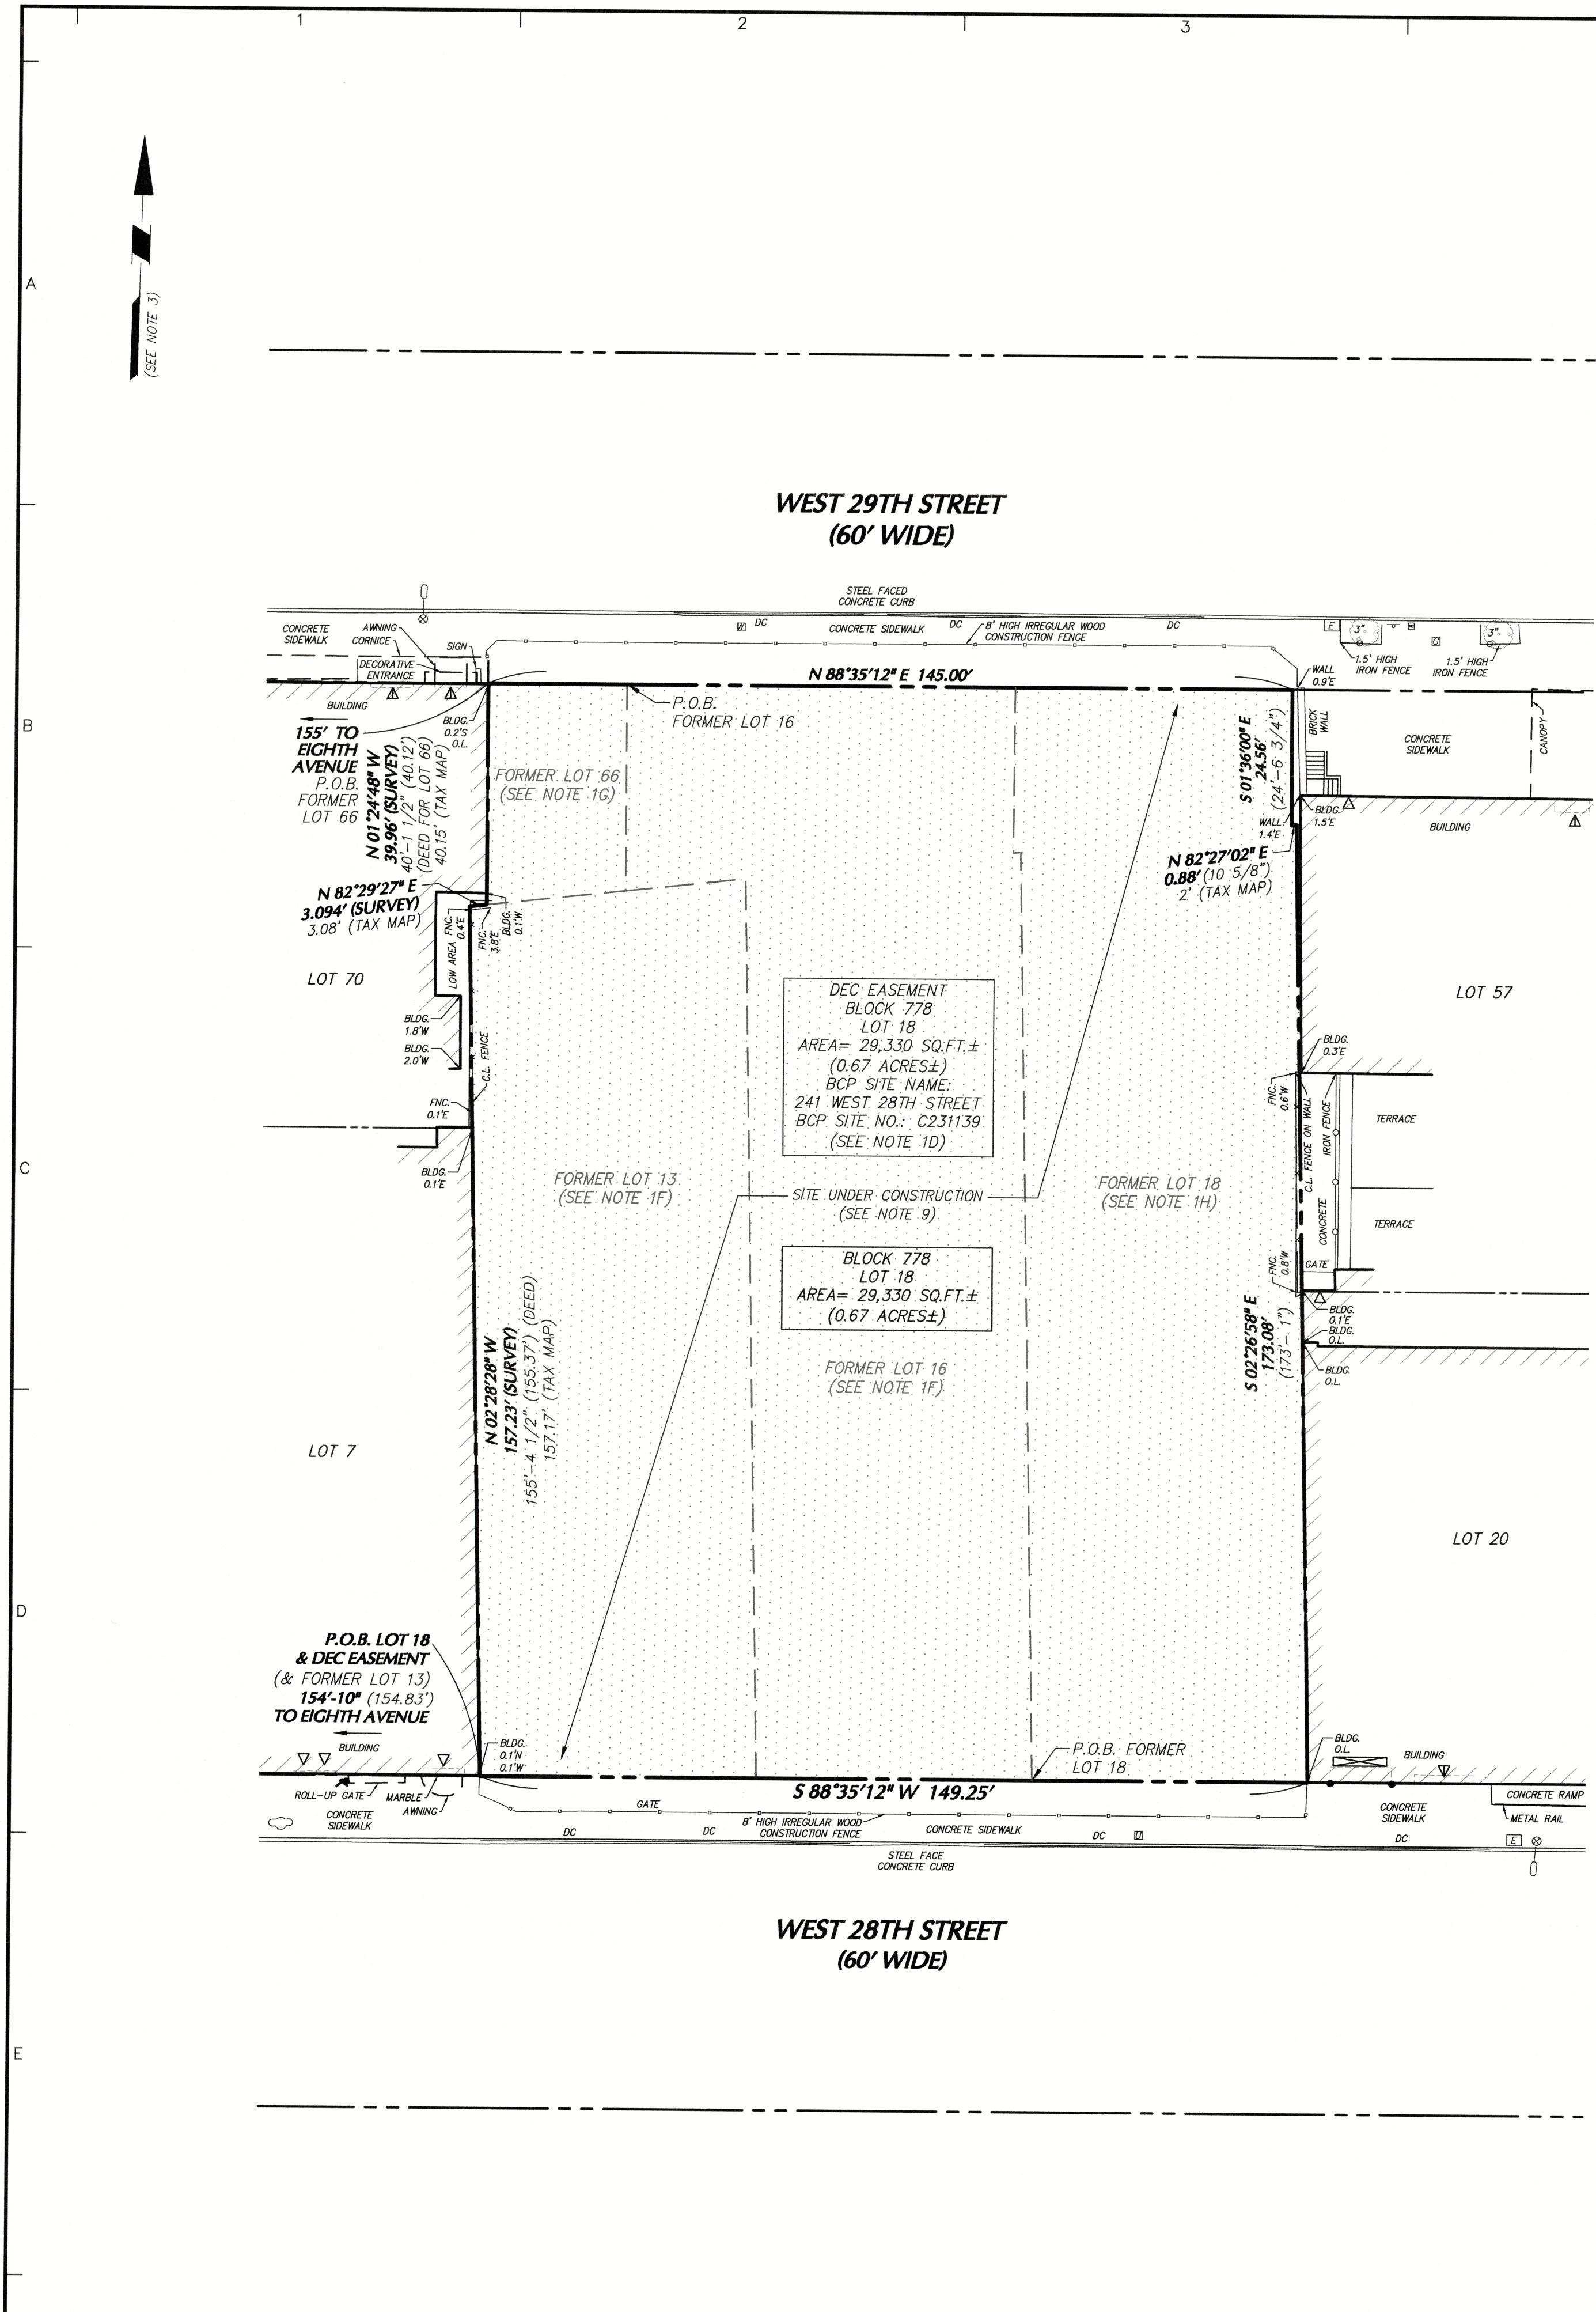 1
2
3
A
(SEE NOTE 3)
WEST 29TH STREET
(60' WIDE)
STEEL FACED
CONCRETE CURB
CONCRETE
SIDEWALK
AWNING
CORNICE
SIGN
DECORATIVE
ENTRANCE
DC
CONCRETE SIDEWALK
DC
8' HIGH IRREGULAR WOOD
CONSTRUCTION FENCE
DC
E
3"
3"
1.5' HIGH
IRON FENCE
1.5' HIGH
IRON FENCE
N 88°35'12" E 145.00'
WALL
0.9'E
B
BUILDING
BLDG.
0.2'S
O.L.
P.O.B.
FORMER LOT 16
155' TO
EIGHTH
AVENUE
P.O.B.
FORMER
LOT 66
N 01°24'48" W
39.96' (SURVEY)
40'-1 1/2" (40.12')
(DEED FOR LOT 66)
40.15' (TAX MAP)
FORMER LOT 66
(SEE NOTE 1G)
S 01°36'00" E
24.56'
(24'-6 3/4")
BRICK
WALL
CONCRETE
SIDEWALK
CANOPY
BLDG.
1.5'E
WALL
1.4'E
BUILDING
N 82°27'02" E
0.88' (10 5/8")
2' (TAX MAP)
N 82°29'27" E
3.094' (SURVEY)
3.08' (TAX MAP)
FNC.
0.4'E
FNC.
3.8'E
BLDG.
0.1'W
LOW AREA
LOT 70
LOT 57
BLDG.
1.8'W
BLDG.
2.0'W
C.L. FENCE
DEC EASEMENT
BLOCK 778
LOT 18
AREA= 29,330 SQ.FT.±
(0.67 ACRES±)
BCP SITE NAME:
241 WEST 28TH STREET
BCP SITE NO.: C231139
(SEE NOTE 1D)
BLDG.
0.3'E
FNC.
0.6'W
C.L. FENCE ON WALL
IRON FENCE
TERRACE
FNC.
0.1'E
C
BLDG.
0.1'E
FORMER LOT 13
(SEE NOTE 1F)
SITE UNDER CONSTRUCTION
(SEE NOTE 9)
FORMER LOT 18
(SEE NOTE 1H)
CONCRETE
TERRACE
FNC.
0.8'W
GATE
BLOCK 778
LOT 18
AREA= 29,330 SQ.FT.±
(0.67 ACRES±)
BLDG.
0.1'E
BLDG.
O.L.
BLDG.
O.L.
S 02°26'58" E
173.08'
(173'-1")
N 02°28'28" W
157.23' (SURVEY)
155'-4 1/2" (155.37') (DEED)
157.17' (TAX MAP)
FORMER LOT 16
(SEE NOTE 1F)
LOT 7
LOT 20
D
P.O.B. LOT 18
& DEC EASEMENT
(& FORMER LOT 13)
154'-10" (154.83')
TO EIGHTH AVENUE
BUILDING
BLDG.
0.1'N
0.1'W
P.O.B. FORMER
LOT 18
BLDG.
O.L.
BUILDING
S 88°35'12" W 149.25'
ROLL-UP GATE
MARBLE
AWNING
CONCRETE
SIDEWALK
GATE
8' HIGH IRREGULAR WOOD
CONSTRUCTION FENCE
CONCRETE SIDEWALK
CONCRETE
SIDEWALK
CONCRETE RAMP
METAL RAIL
DC
DC
DC
DC
E
STEEL FACE
CONCRETE CURB
WEST 28TH STREET
(60' WIDE)
E